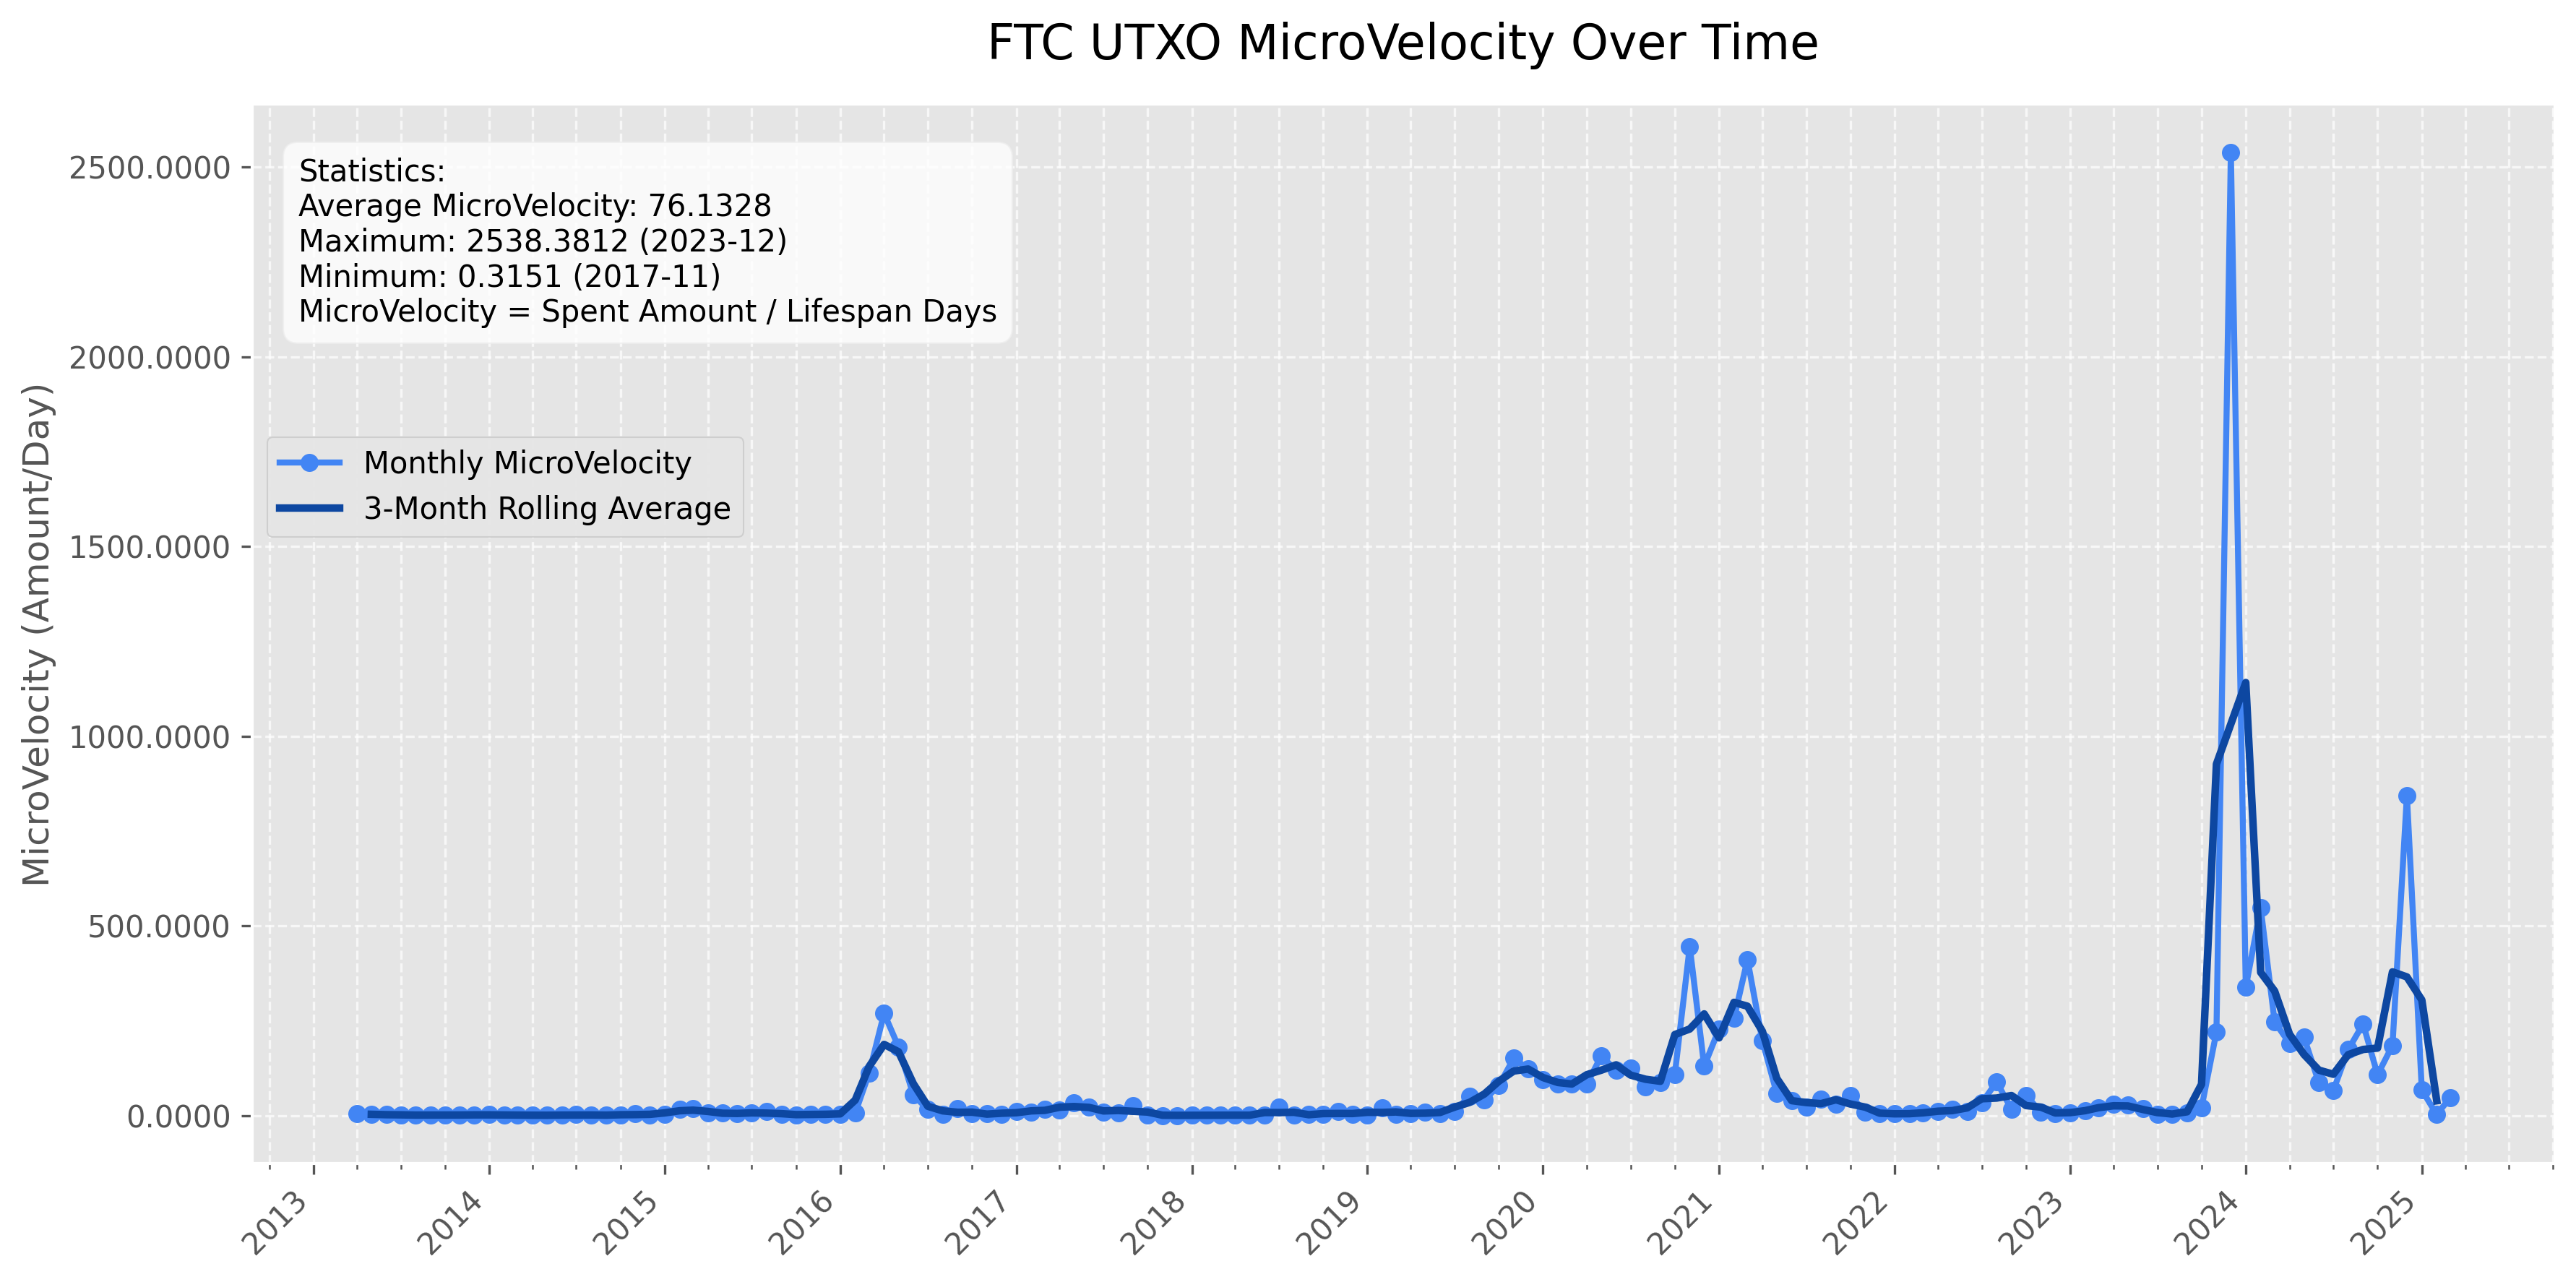 FTC UTXO MicroVelocity Over Time
MicroVelocity (Amount/Day)
2500.0000
2000.0000
1500.0000
1000.0000
500.0000
0.0000
Statistics:
Average MicroVelocity: 76.1328
Maximum: 2538.3812 (2023-12)
Minimum: 0.3151 (2017-11)
MicroVelocity = Spent Amount / Lifespan Days
Monthly MicroVelocity
3-Month Rolling Average
2013
2014
2015
2016
2017
2018
2019
2020
2021
2022
2023
2024
2025